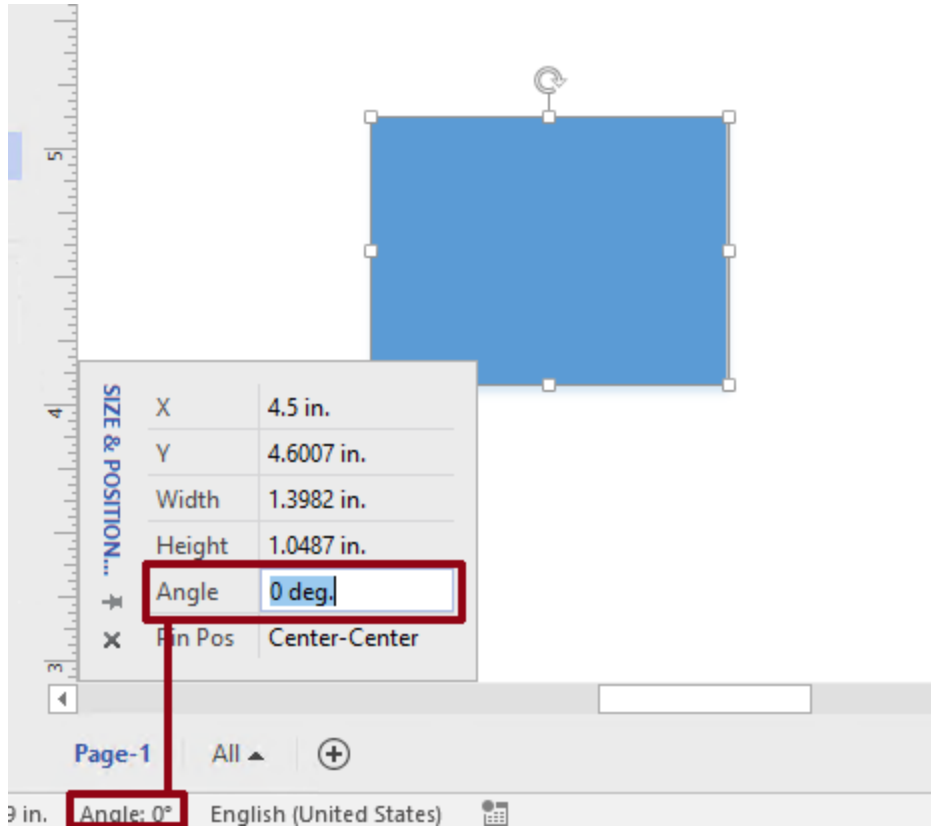 5
4
3
SIZE & POSITION...
X 4.5 in.
Y 4.6007 in.
Width 1.3982 in.
Height 1.0487 in.
Angle 0 deg.
Pin Pos Center-Center
Page-1 All
9 in. Angle: 0° English (United States)